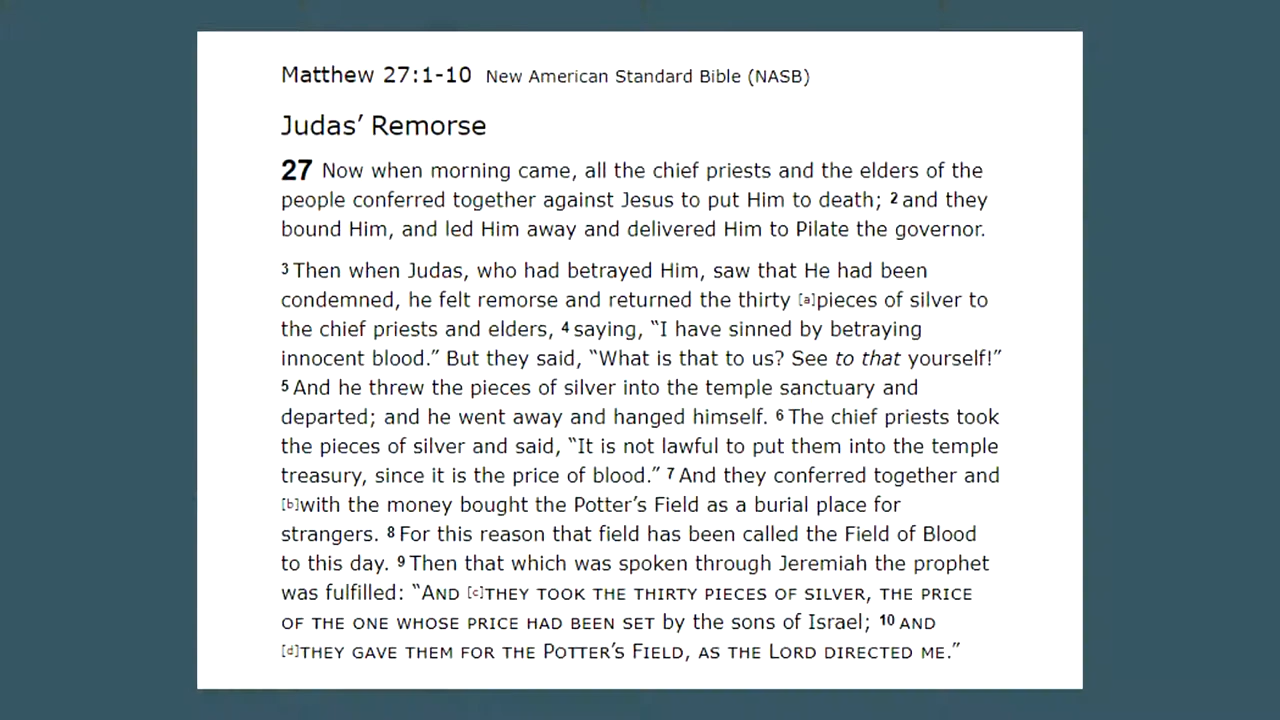 Matthew 27:1-10 New American Standard Bible (NASB)
Judas’ Remorse
27 Now when morning came, all the chief priests and the elders of the
people conferred together against Jesus to put Him to death; 2 and they
bound Him, and led Him away and delivered Him to Pilate the governor.
3 Then when Judas, who had betrayed Him, saw that He had been
condemned, he felt remorse and returned the thirty [a]pieces of silver to
the chief priests and elders, 4 saying, “I have sinned by betraying
innocent blood.” But they said, “What is that to us? See to that yourself!”
5 And he threw the pieces of silver into the temple sanctuary and
departed; and he went away and hanged himself. 6 The chief priests took
the pieces of silver and said, “It is not lawful to put them into the temple
treasury, since it is the price of blood.” 7 And they conferred together and
[b]with the money bought the Potter’s Field as a burial place for
strangers. 8 For this reason that field has been called the Field of Blood
to this day. 9 Then that which was spoken through Jeremiah the prophet
was fulfilled: “AND [c]THEY TOOK THE THIRTY PIECES OF SILVER, THE PRICE
OF THE ONE WHOSE PRICE HAD BEEN SET by the sons of Israel; 10 AND
[d]THEY GAVE THEM FOR THE POTTER’S FIELD, AS THE LORD DIRECTED ME.”